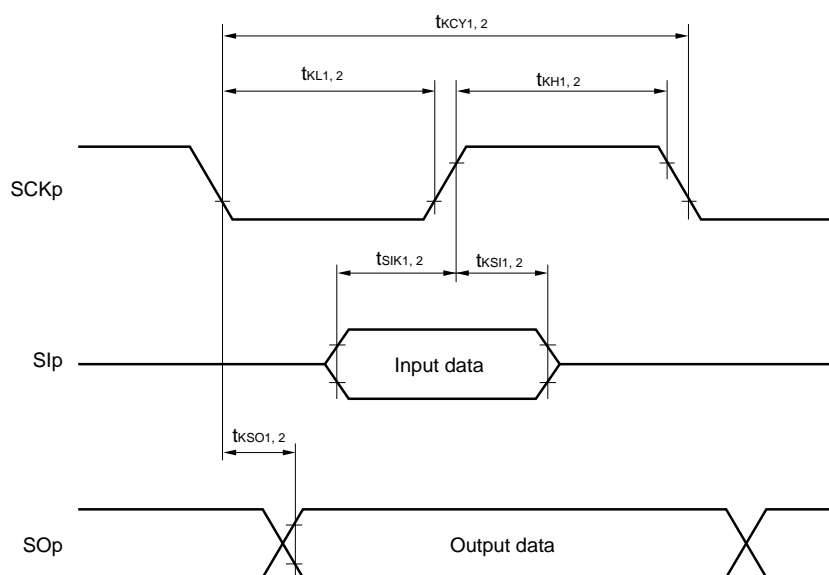 tKCY1, 2
tKL1, 2
tKH1, 2
SCKp
tSIK1, 2
tKSI1, 2
SIp
Input data
tKSO1, 2
SOp
Output data